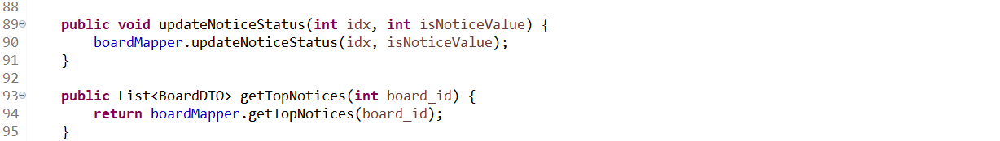 88
89 public void updateNoticeStatus(int idx, int isNoticeValue) {
90 boardMapper.updateNoticeStatus(idx, isNoticeValue);
91 }
92
93 public List<BoardDTO> getTopNotices(int board_id) {
94 return boardMapper.getTopNotices(board_id);
95 }